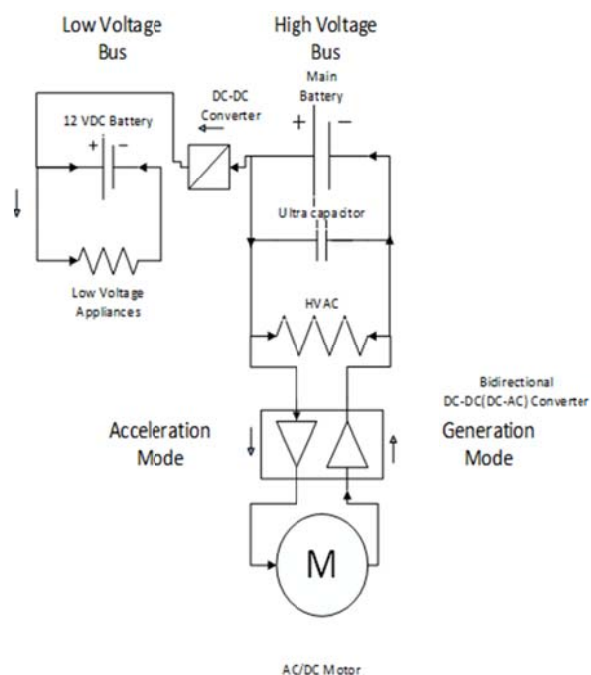 Low Voltage
Bus
High Voltage
Bus
Main
Battery
DC-DC
Converter
12 VDC Battery
+ −
+ −
Ultra capacitor
Low Voltage
Appliances
HVAC
Bidirectional
DC-DC(DC-AC) Converter
Acceleration
Mode
Generation
Mode
M
AC/DC Motor